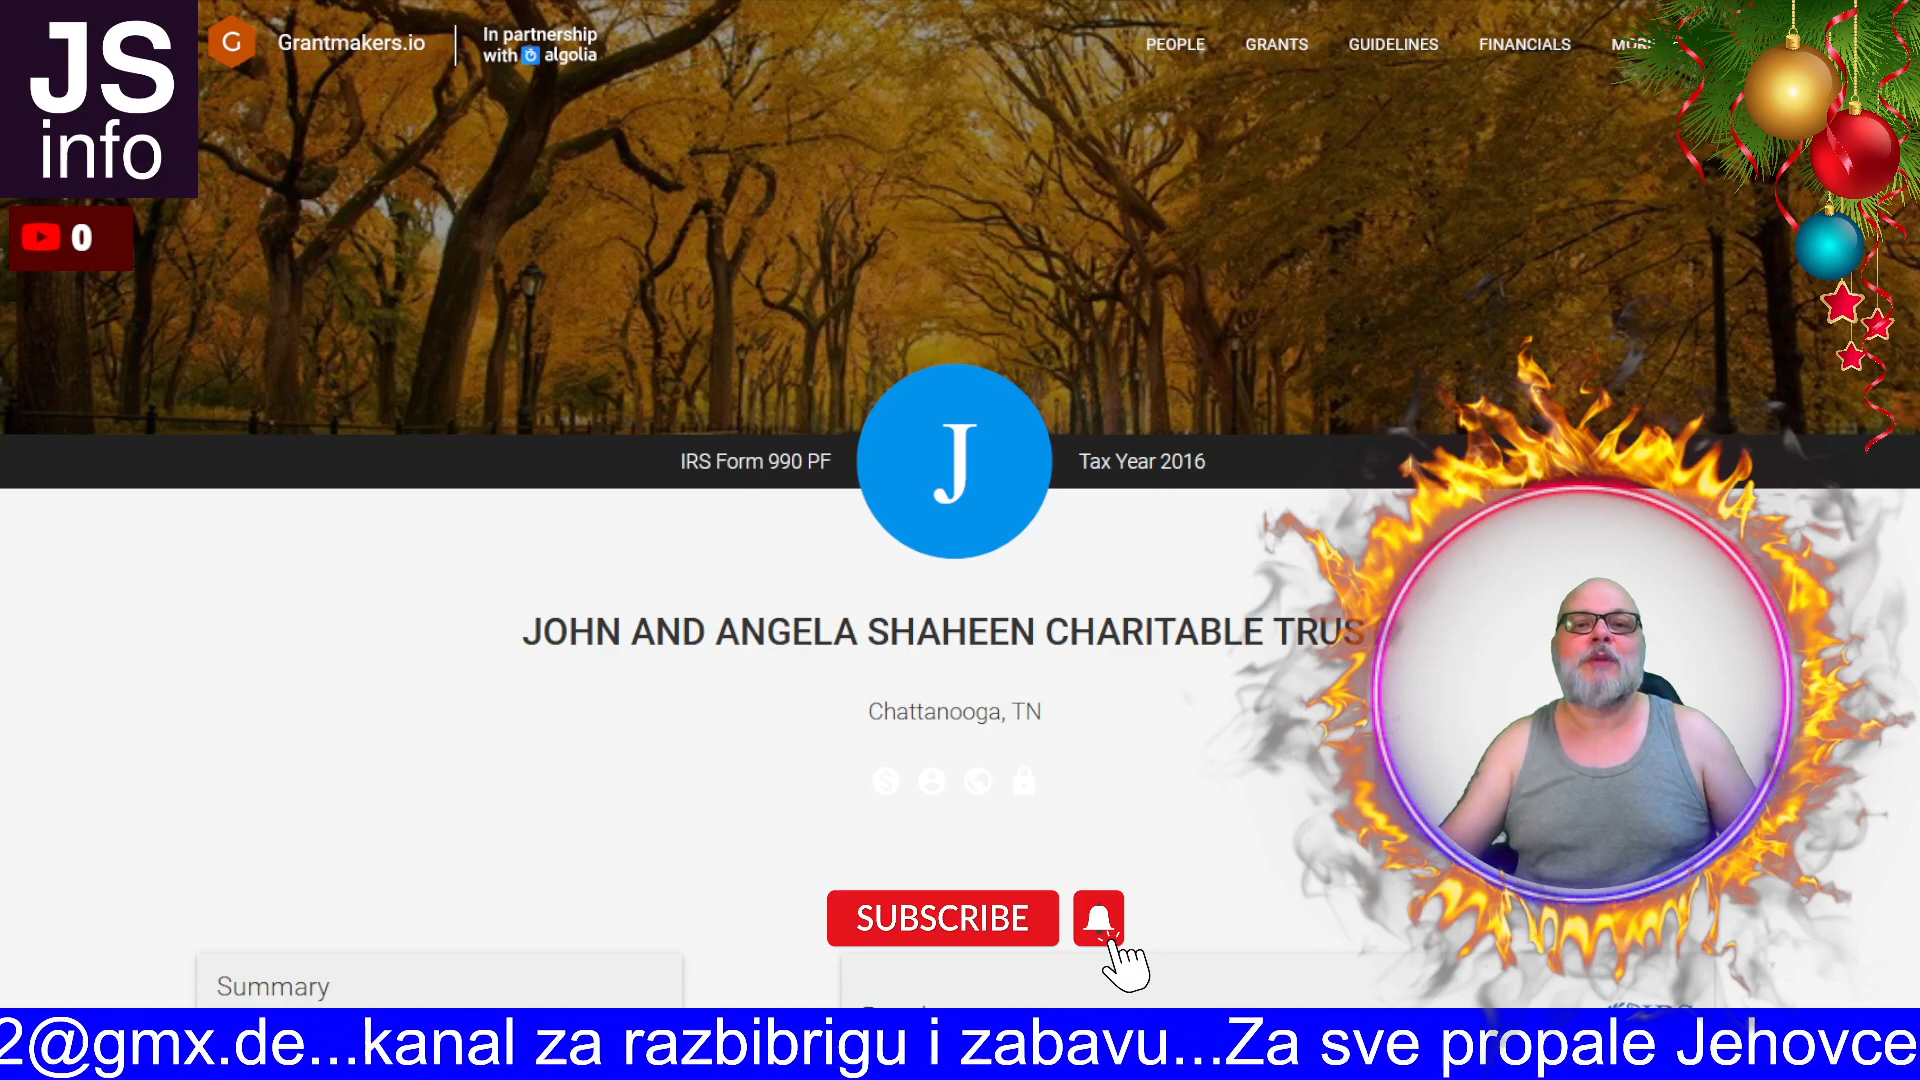 JS
info
G
Grantmakers.io
In partnership
with algolia
PEOPLE GRANTS GUIDELINES FINANCIALS
0
IRS Form 990 PF
J
Tax Year 2016
JOHN AND ANGELA SHAHEEN CHARITABLE
Chattanooga, TN
SUBSCRIBE
Summary
2@gmx.de...kanal za razbibrigu i zabavu...Za sve propale Jehovce